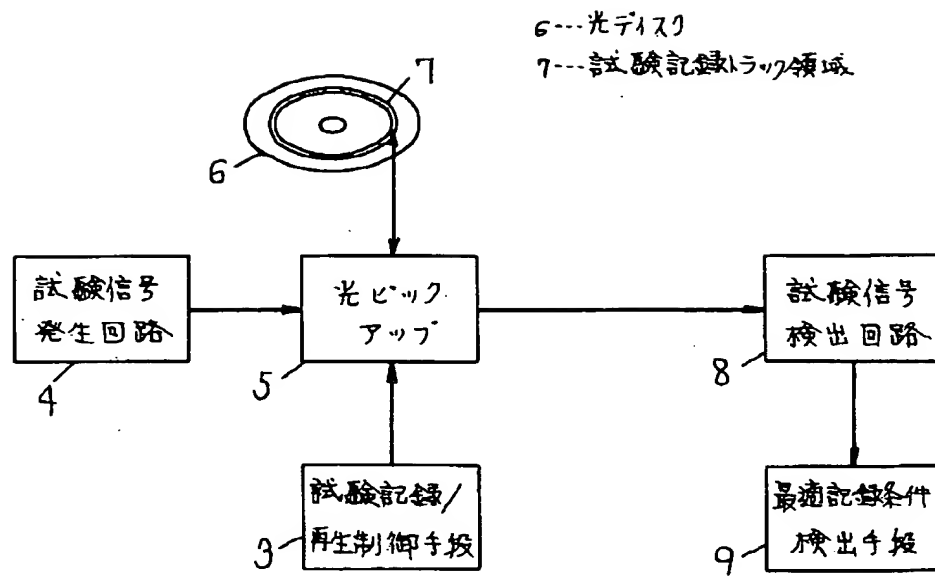 6---光ディスク
7---試験記録トラック領域
7
6
試験信号
発生回路
4
光ピック
アップ
5
試験信号
検出回路
8
試験記録/
再生制御手段
3
最適記録条件
検出手段
9